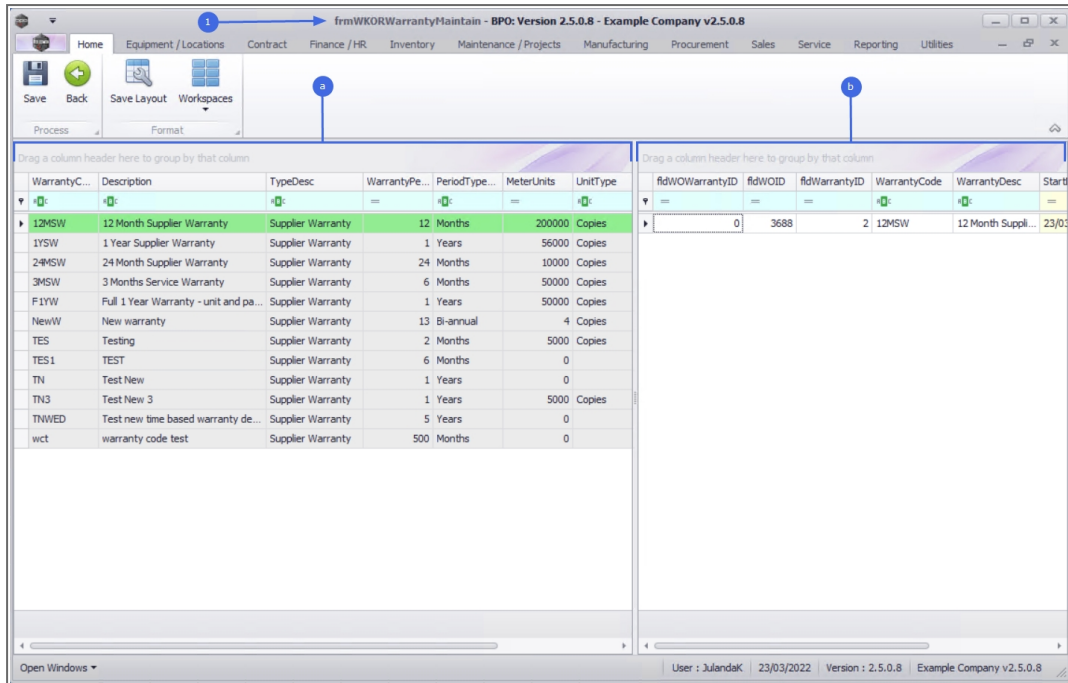 1
frmWKORWarrantyMaintain - BPO: Version 2.5.0.8 - Example Company v2.5.0.8
Home Equipment / Locations Contract Finance / HR Inventory Maintenance / Projects Manufacturing Procurement Sales Service Reporting Utilities
a b
Save Back Save Layout Workspaces
Process Format
Drag a column header here to group by that column Drag a column header here to group by that column
WarrantyC... Description TypeDesc WarrantyPe... PeriodType... MeterUnits UnitType fldWOWarrantyID fldWOID fldWarrantyID WarrantyCode WarrantyDesc Start
= = = = = =
12MSW 12 Month Supplier Warranty Supplier Warranty 12 Months 200000 Copies 0 3688 2 12MSW 12 Month Suppli... 23/03
1YSW 1 Year Supplier Warranty Supplier Warranty 1 Years 56000 Copies
24MSW 24 Month Supplier Warranty Supplier Warranty 24 Months 10000 Copies
3MSW 3 Months Service Warranty Supplier Warranty 6 Months 50000 Copies
F1YW Full 1 Year Warranty - unit and pa... Supplier Warranty 1 Years 50000 Copies
NewW New warranty Supplier Warranty 13 Bi-annual 4 Copies
TES Testing Supplier Warranty 2 Months 5000 Copies
TES1 TEST Supplier Warranty 6 Months 0
TN Test New Supplier Warranty 1 Years 0
TN3 Test New 3 Supplier Warranty 1 Years 5000 Copies
TNWED Test new time based warranty de... Supplier Warranty 5 Years 0
wct warranty code test Supplier Warranty 500 Months 0
Open Windows User : JulandaK 23/03/2022 Version : 2.5.0.8 Example Company v2.5.0.8